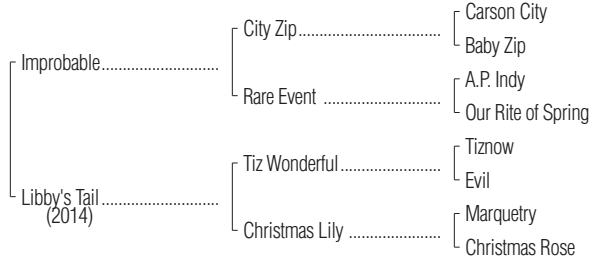 Carson City
City Zip
Baby Zip
Improbable
A.P. Indy
Rare Event
Our Rite of Spring
Tiznow
Tiz Wonderful
Evil
Libby's Tail
(2014)
Marquetry
Christmas Lily
Christmas Rose